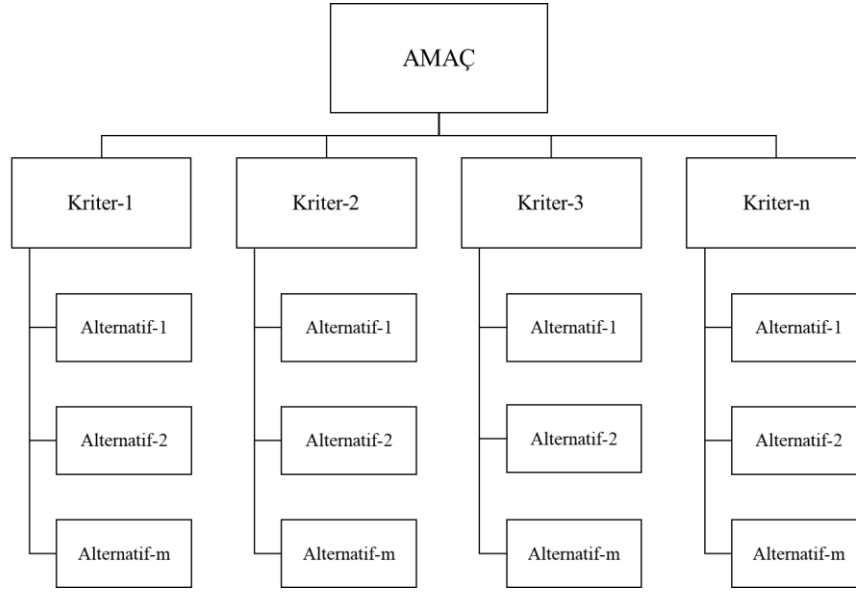 AMAÇ
Kriter-1
Kriter-2
Kriter-3
Kriter-n
Alternatif-1
Alternatif-1
Alternatif-1
Alternatif-1
Alternatif-2
Alternatif-2
Alternatif-2
Alternatif-2
Alternatif-m
Alternatif-m
Alternatif-m
Alternatif-m